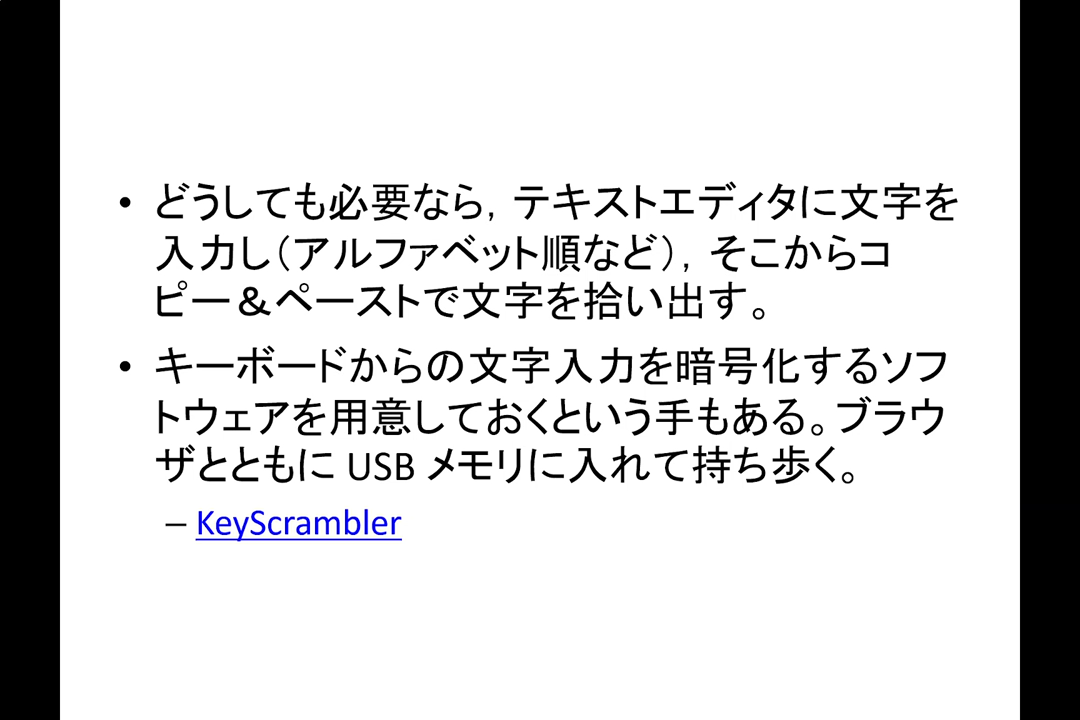 • どうしても必要なら，テキストエディタに文字を
入力し（アルファベット順など），そこからコ
ピー＆ペーストで文字を拾い出す。
• キーボードからの文字入力を暗号化するソフ
トウェアを用意しておくという手もある。ブラウ
ザとともに USB メモリに入れて持ち歩く。
– KeyScrambler